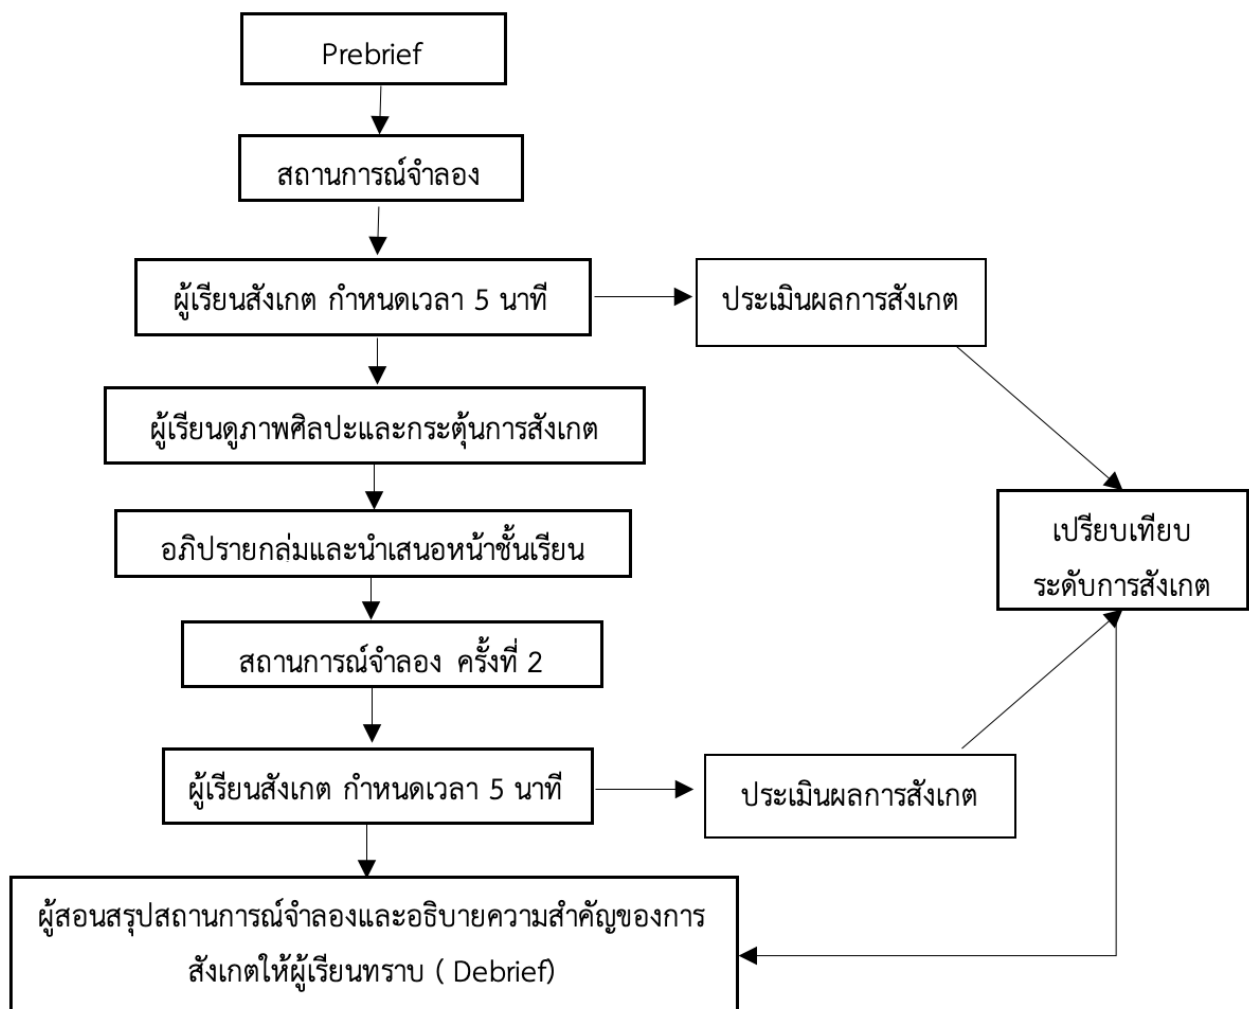 Prebrief
สถานการณ์จำลอง
ผู้เรียนสังเกต กำหนดเวลา 5 นาที
ประเมินผลการสังเกต
ผู้เรียนดูภาพศิลปะและกระตุ้นการสังเกต
อภิปรายกลุ่มและนำเสนอหน้าชั้นเรียน
เปรียบเทียบ
ระดับการสังเกต
สถานการณ์จำลอง ครั้งที่ 2
ผู้เรียนสังเกต กำหนดเวลา 5 นาที
ประเมินผลการสังเกต
ผู้สอนสรุปสถานการณ์จำลองและอธิบายความสำคัญของการ
สังเกตให้ผู้เรียนทราบ ( Debrief)